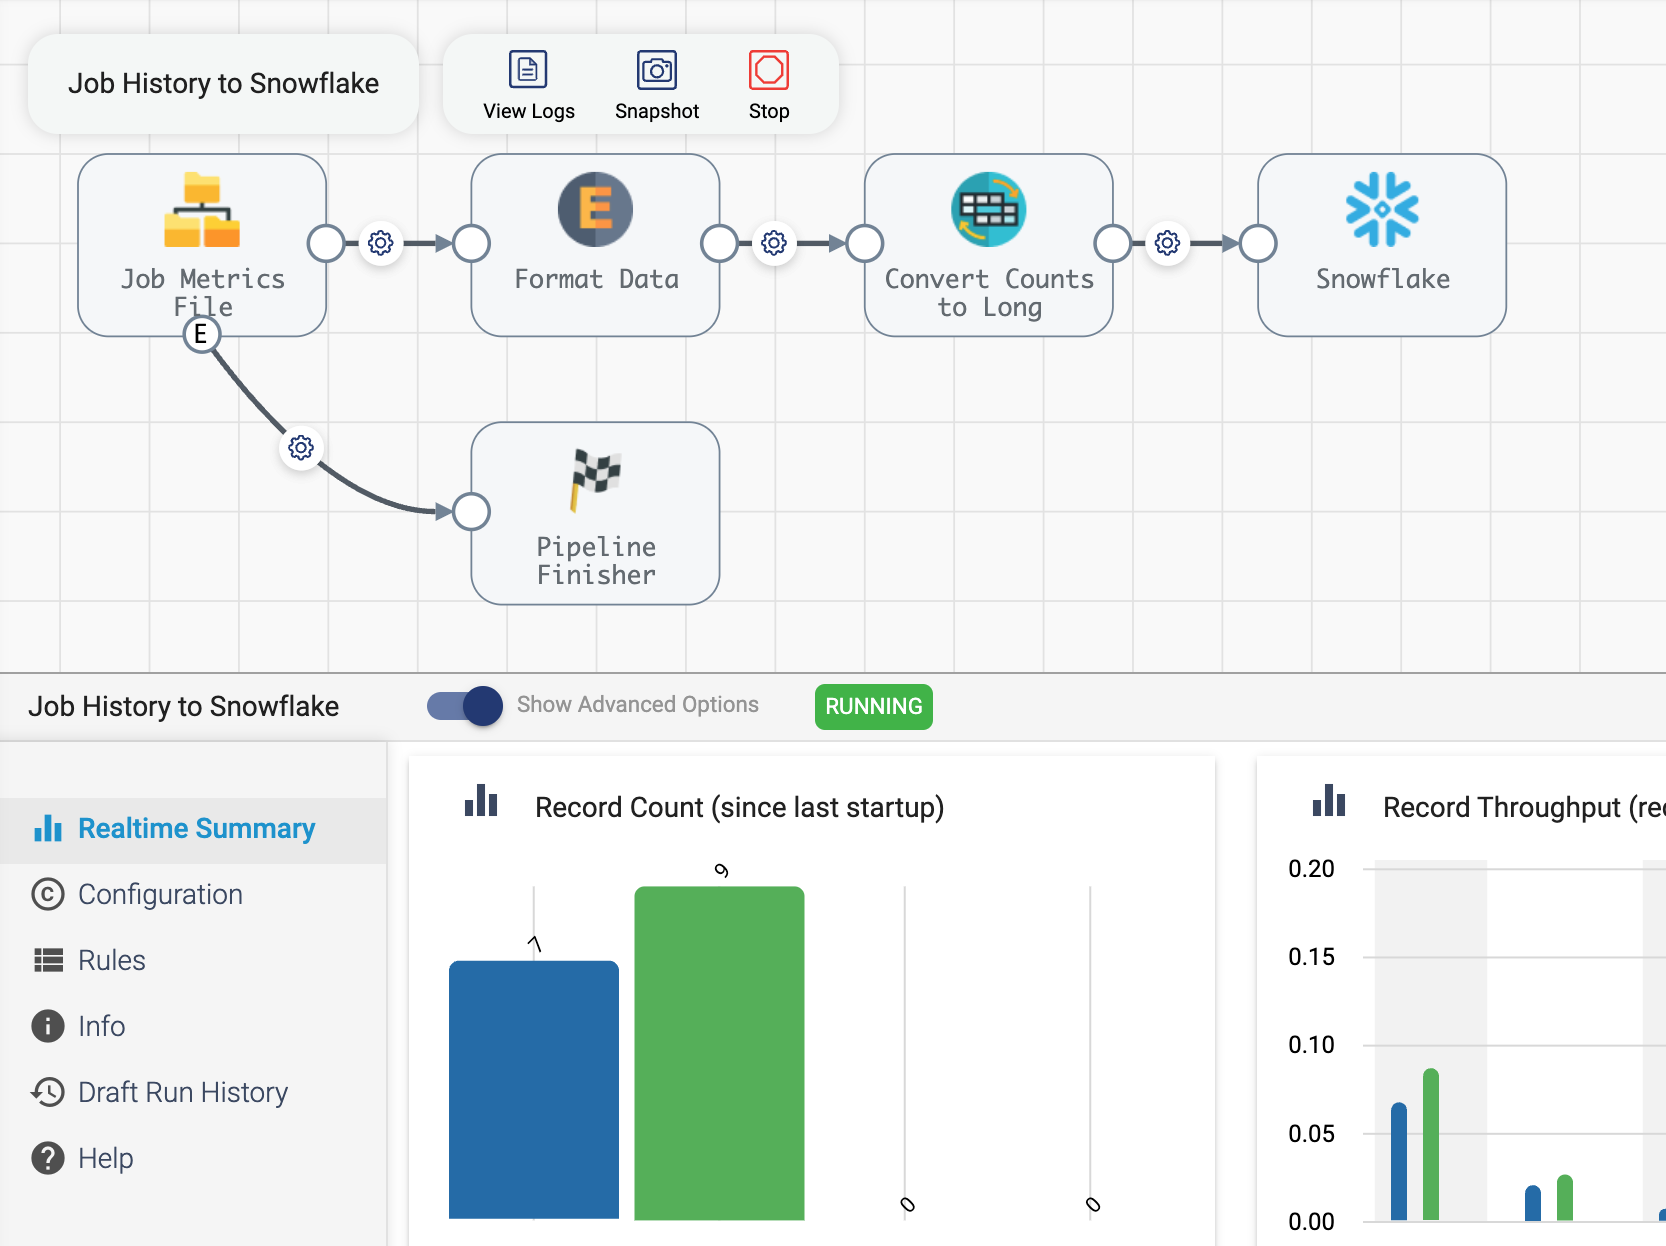 Job History to Snowflake
View Logs
Snapshot
Stop
Job Metrics
File
E
E
Format Data
Convert Counts
to Long
Snowflake
Pipeline
Finisher
Job History to Snowflake
Show Advanced Options
RUNNING
Realtime Summary
Configuration
Rules
Info
Draft Run History
Help
Record Count (since last startup)
7
9
0
0
Record Throughput (rec
0.20
0.15
0.10
0.05
0.00